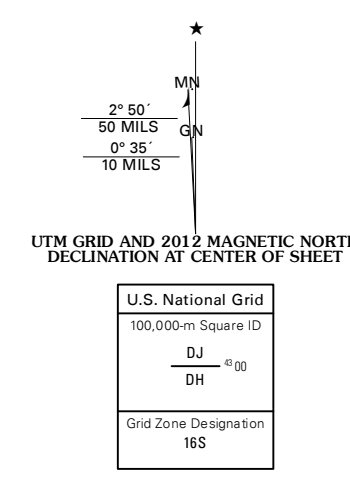 ★
MN
2° 50´
50 MILS
GN
0° 35´
10 MILS
UTM GRID AND 2012 MAGNETIC NORT
DECLINATION AT CENTER OF SHEET
U.S. National Grid
100,000-m Square ID
DJ
43 00
DH
Grid Zone Designation
16S